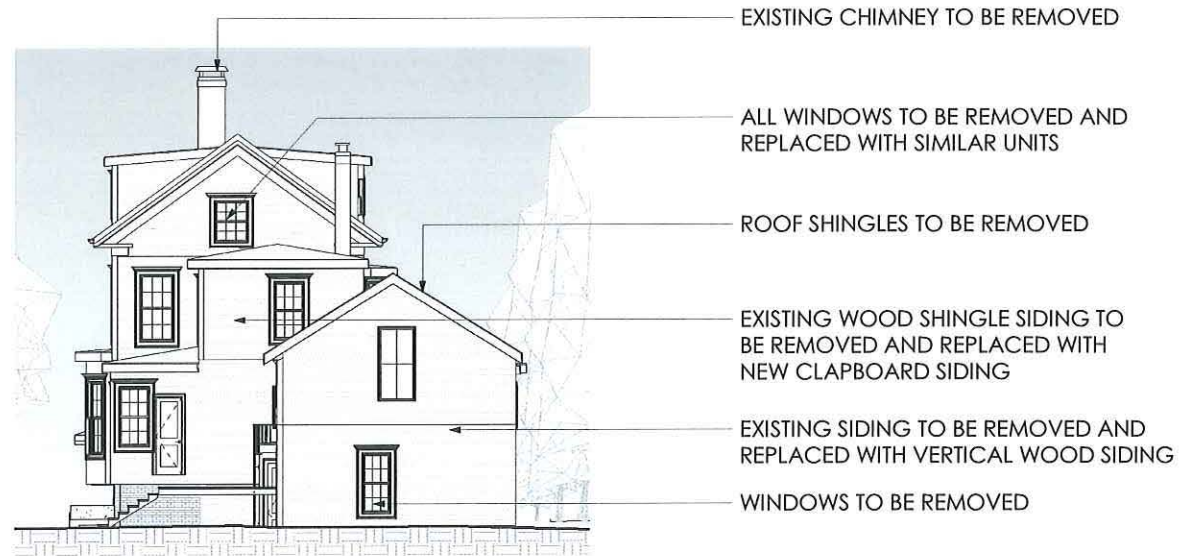 EXISTING CHIMNEY TO BE REMOVED
ALL WINDOWS TO BE REMOVED AND
REPLACED WITH SIMILAR UNITS
ROOF SHINGLES TO BE REMOVED
EXISTING WOOD SHINGLE SIDING TO
BE REMOVED AND REPLACED WITH
NEW CLAPBOARD SIDING
EXISTING SIDING TO BE REMOVED AND
REPLACED WITH VERTICAL WOOD SIDING
WINDOWS TO BE REMOVED